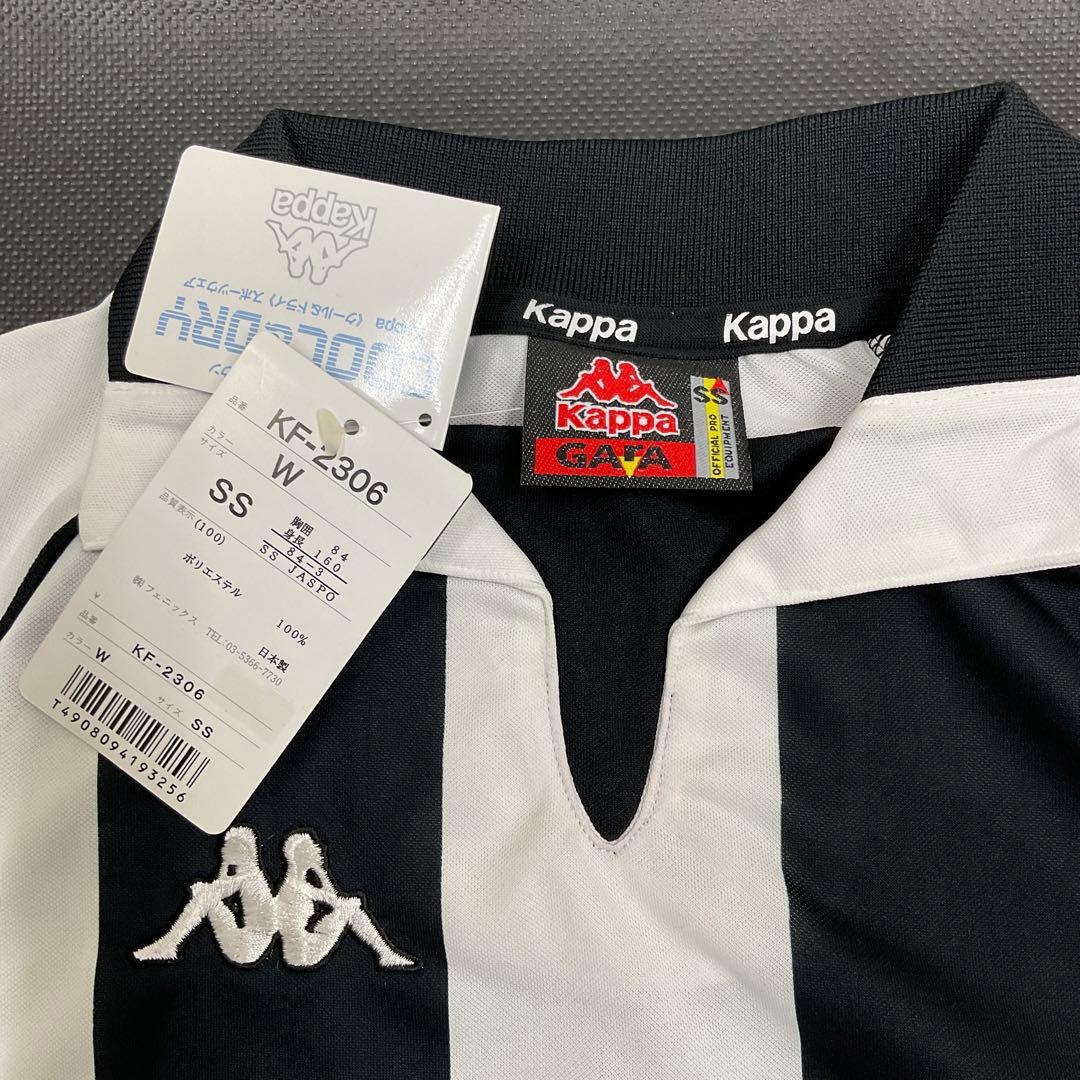 Kappa
Kappa 《クール&ドライ》 スポーツウェア
COOL&DRY
品番
KF-2306
カラー
W
サイズ
SS
胸囲 84
身長 160
84-3
SS JASPO
品質表示
(100)
ポリエステル
100%
日本製
㈱フェニックス TEL:03-5366-7730
¥
品番
KF-2306
カラー
W
サイズ SS
T4908094193256
Kappa
Kappa
Kappa
GARA
SS
OFFICIAL PRO
EQUIPMENT